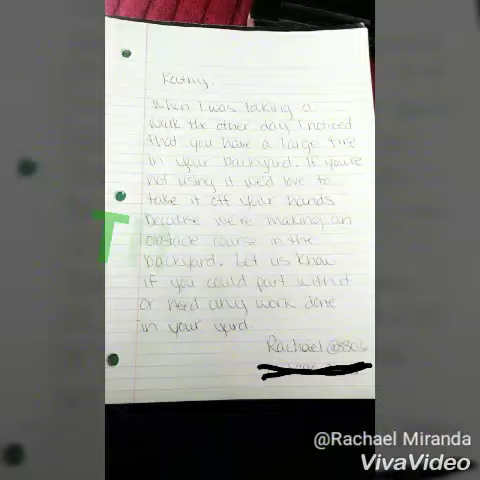 Kathy,
When I was taking a
walk the other day I noticed
that you have a large tire
in your backyard. If you're
not using it we'd love to
take it off your hands
because we're making an
obstacle course in the
backyard. Let us know
if you could part with it
or need any work done
in your yard.
Rachael @8306
T
@Rachael Miranda
VivaVideo